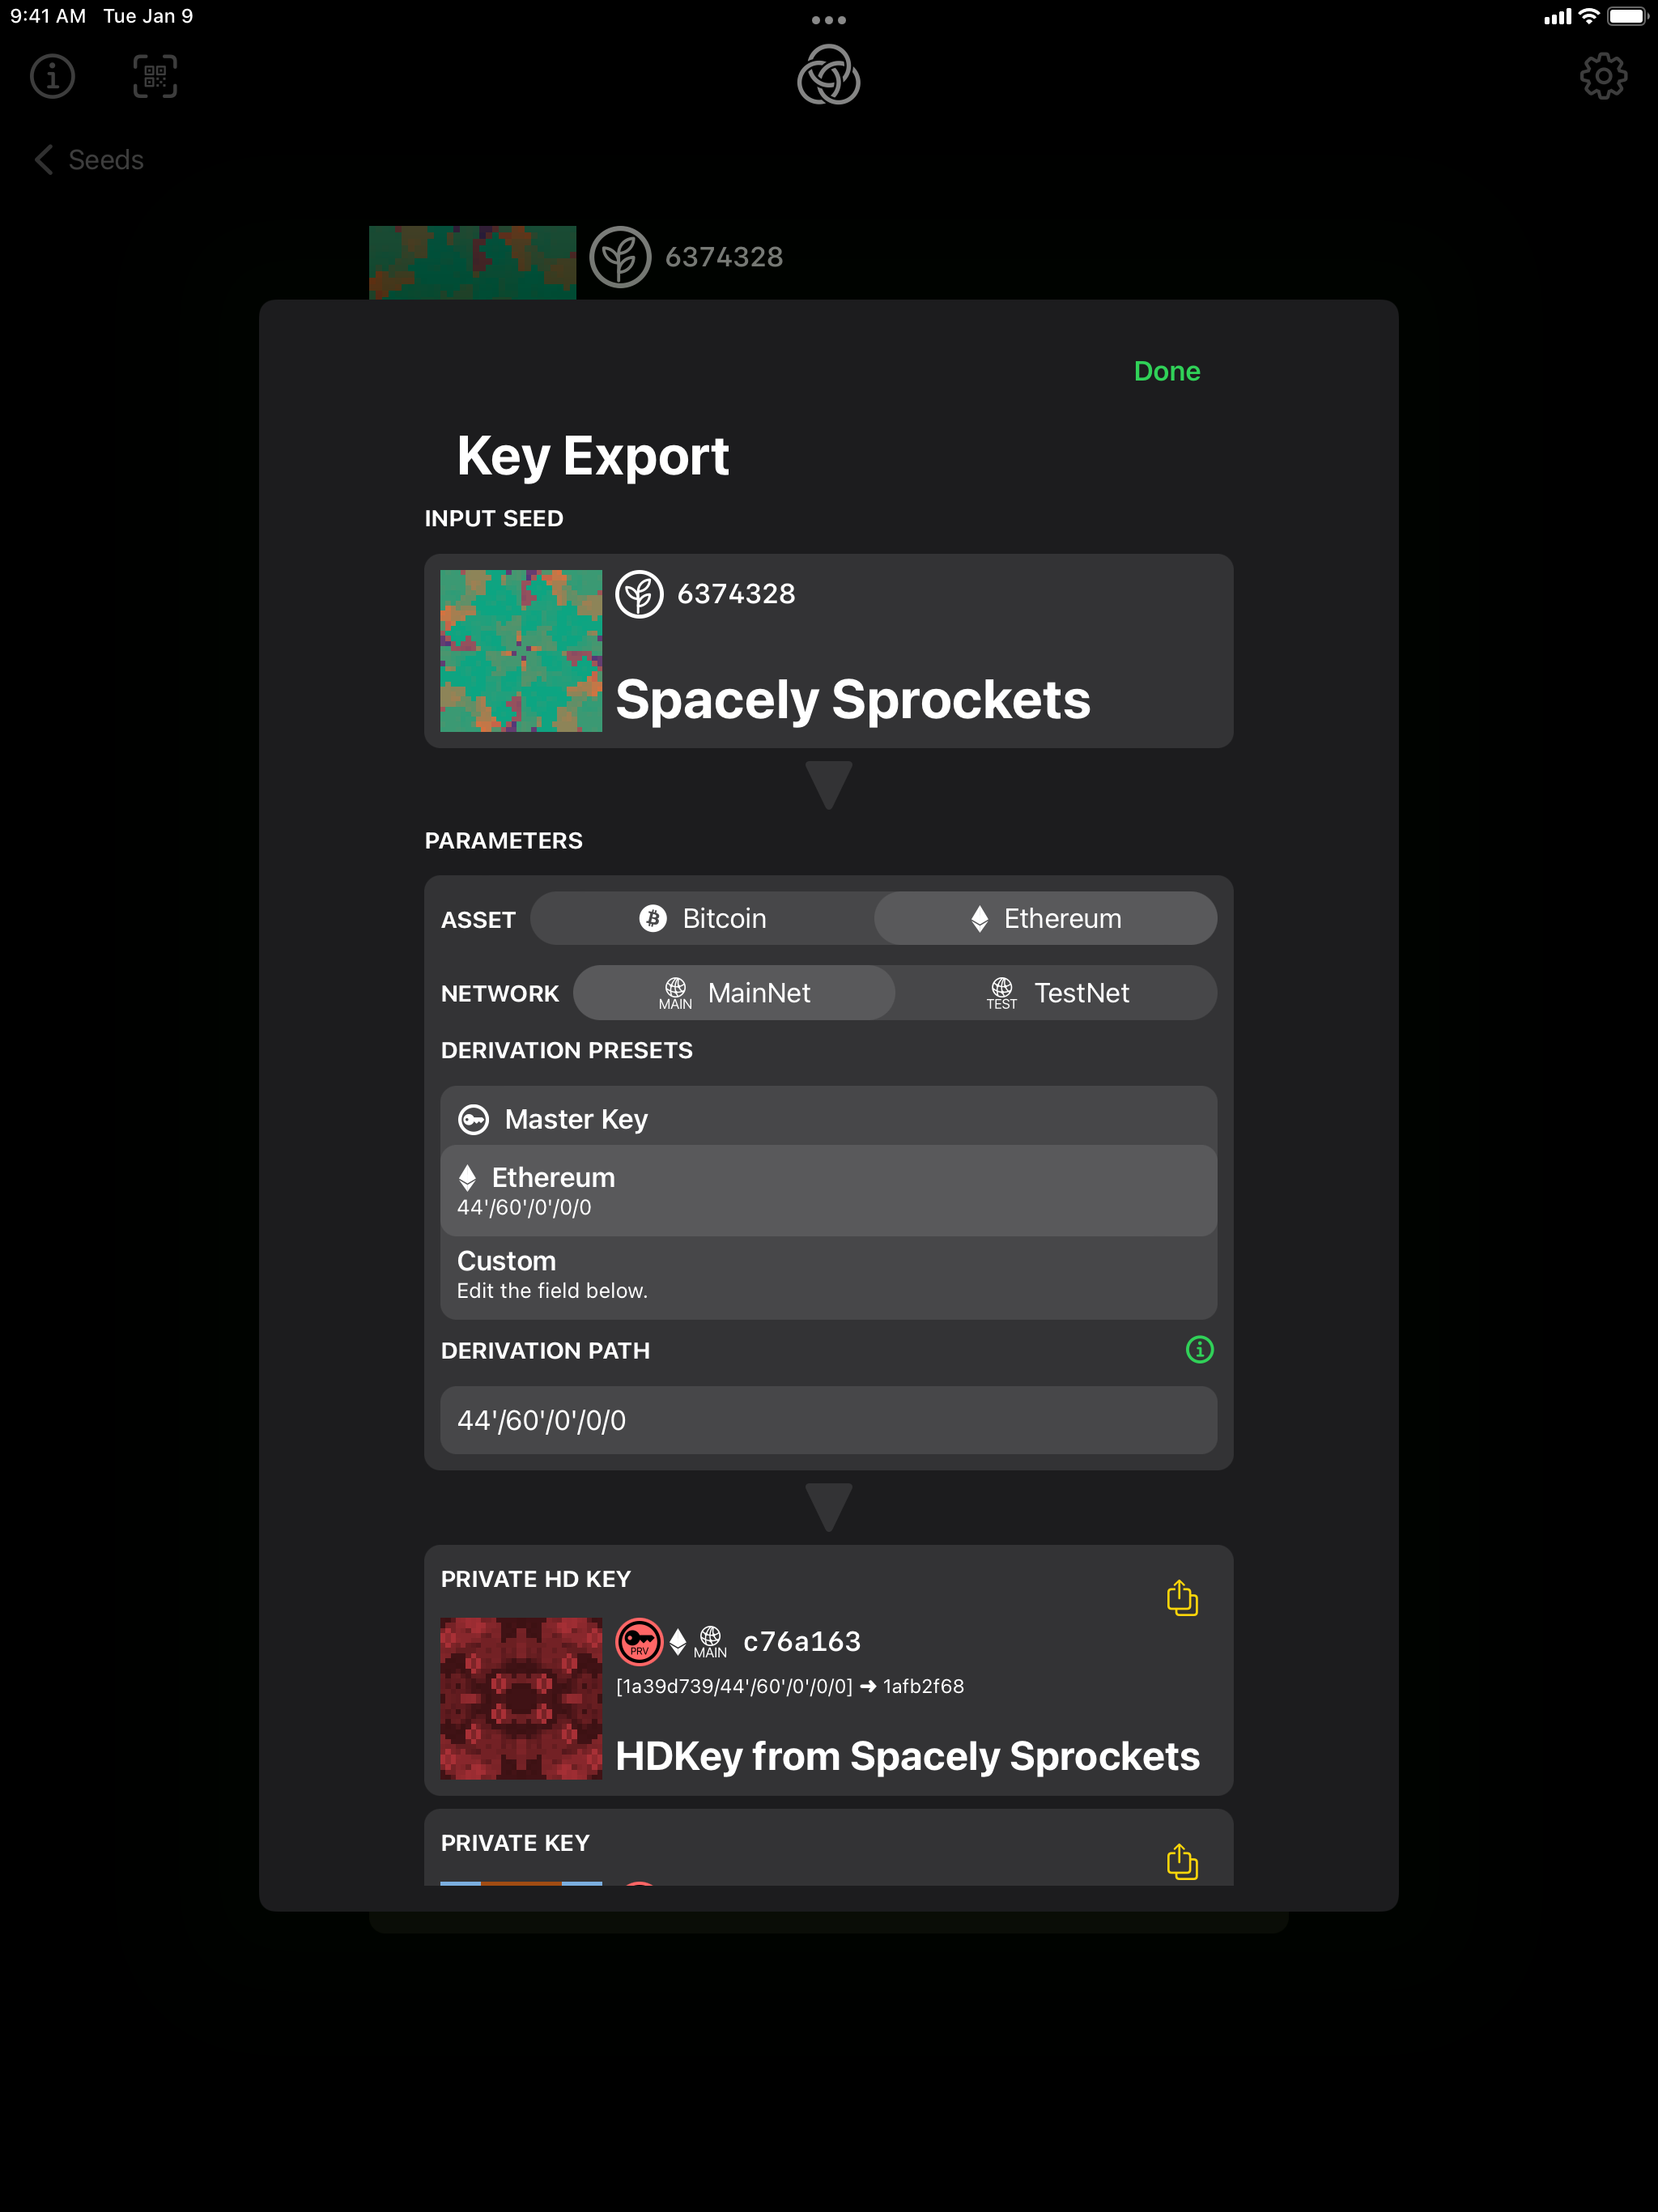 9:41 AM Tue Jan 9
Seeds
6374328
Done
Key Export
INPUT SEED
6374328
Spacely Sprockets
PARAMETERS
ASSET Bitcoin Ethereum
NETWORK MAIN MainNet TEST TestNet
DERIVATION PRESETS
Master Key
Ethereum
44'/60'/0'/0/0
Custom
Edit the field below.
DERIVATION PATH
44'/60'/0'/0/0
PRIVATE HD KEY
PRV MAIN c76a163
[1a39d739/44'/60'/0'/0/0] ➜ 1afb2f68
HDKey from Spacely Sprockets
PRIVATE KEY